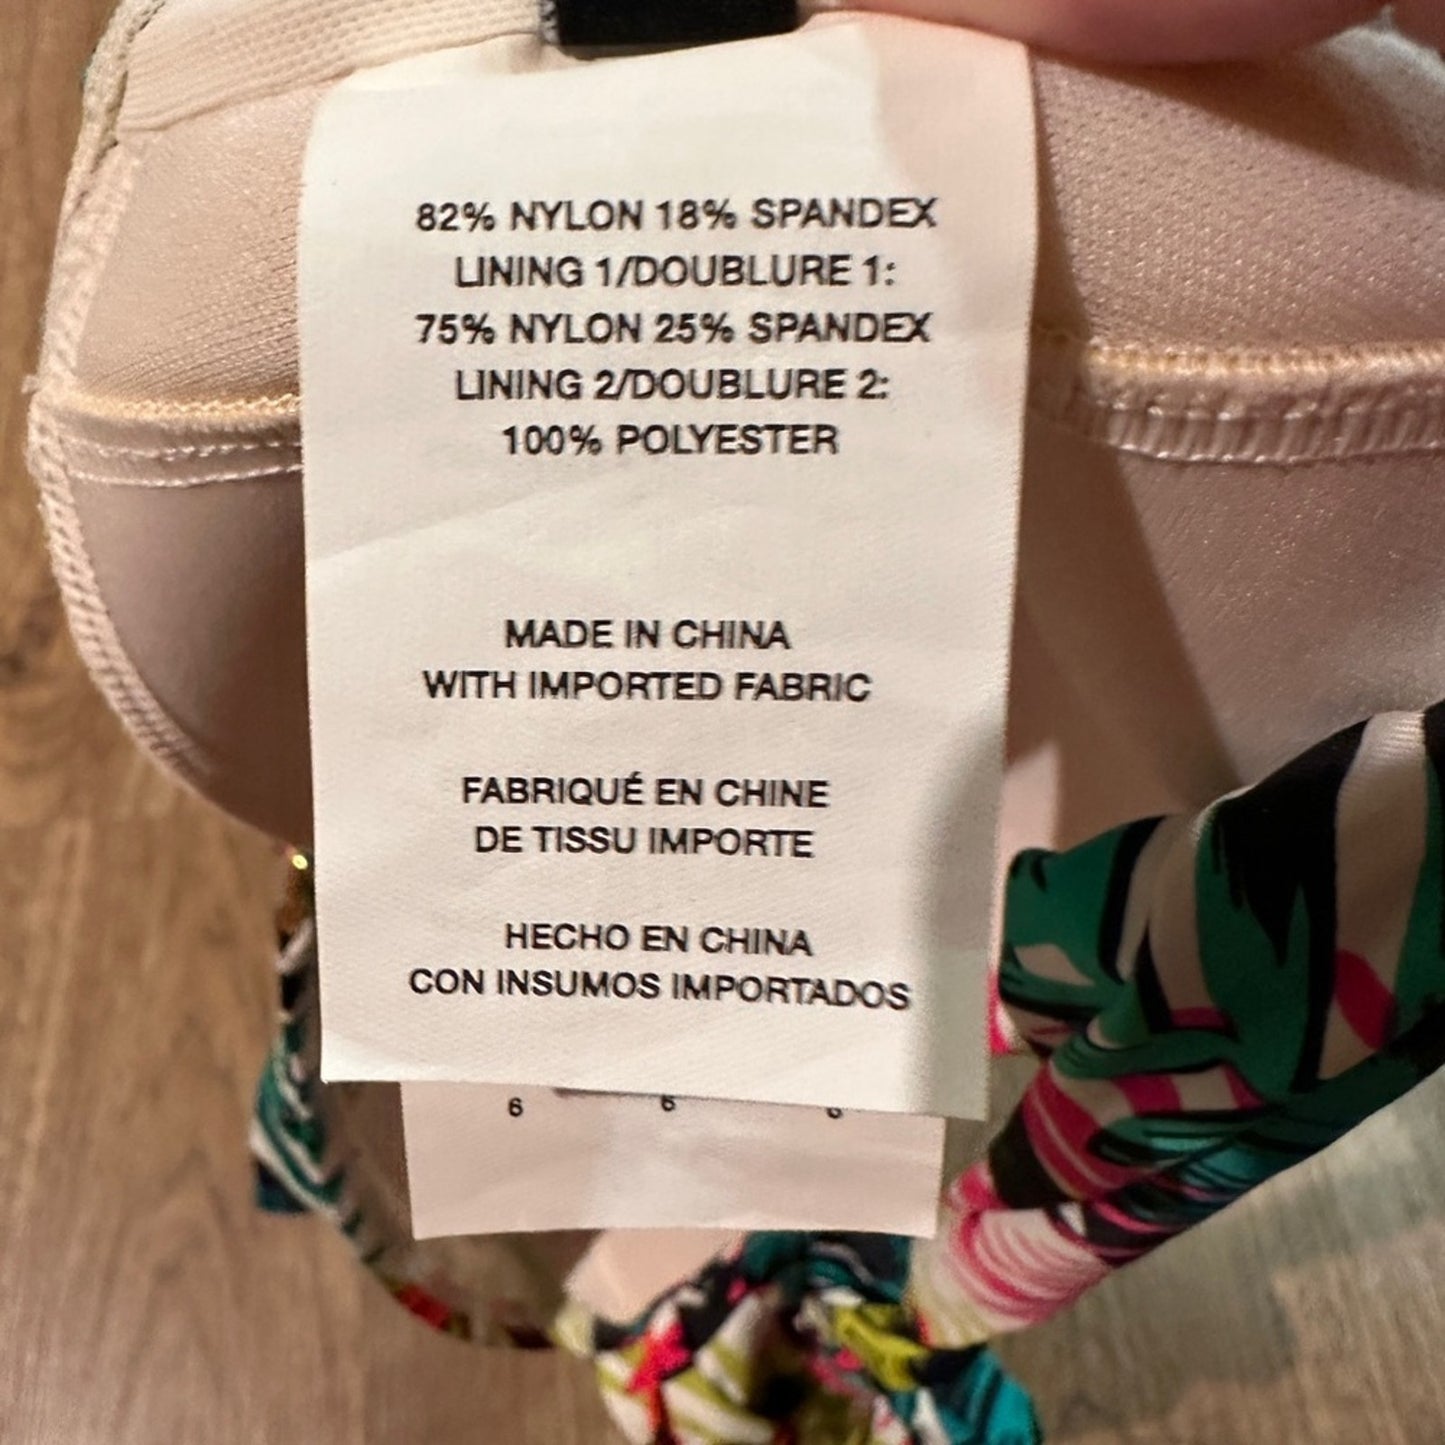 82% NYLON 18% SPANDEX
LINING 1/DOUBLURE 1:
75% NYLON 25% SPANDEX
LINING 2/DOUBLURE 2:
100% POLYESTER
MADE IN CHINA
WITH IMPORTED FABRIC
FABRIQUÉ EN CHINE
DE TISSU IMPORTE
HECHO EN CHINA
CON INSUMOS IMPORTADOS
6 6 6